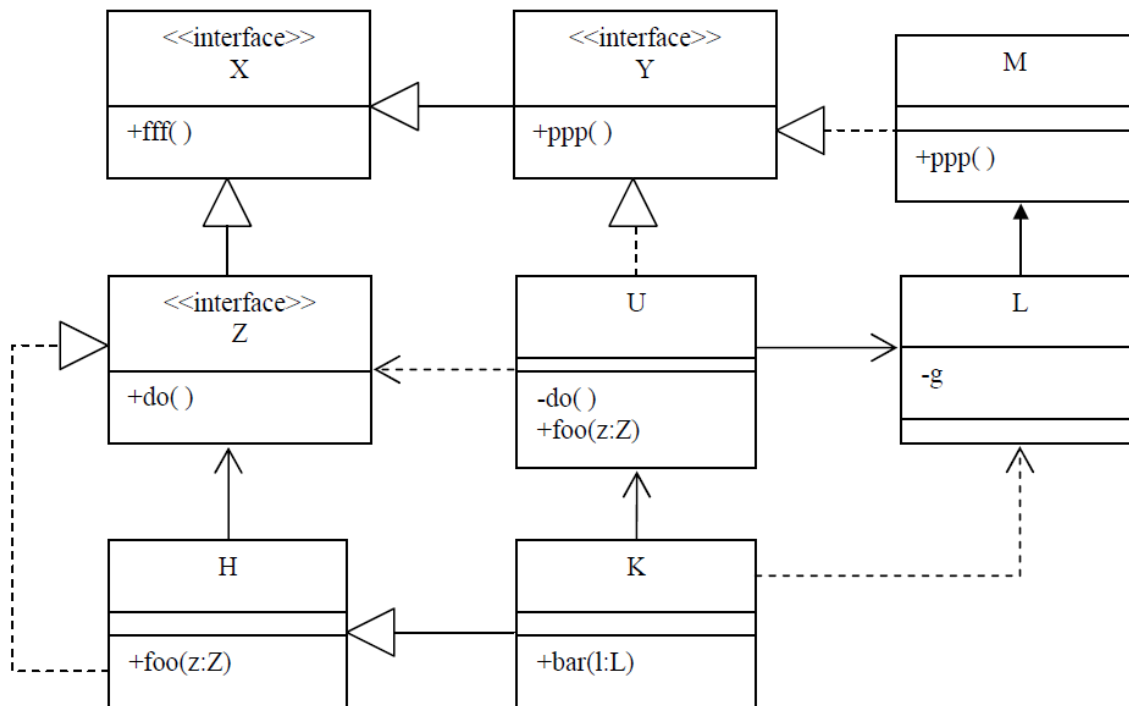 <<interface>>
X
+fff( )
<<interface>>
Y
+ppp( )
M
+ppp( )
<<interface>>
Z
+do( )
U
-do( )
+foo(z:Z)
L
-g
H
+foo(z:Z)
K
+bar(l:L)